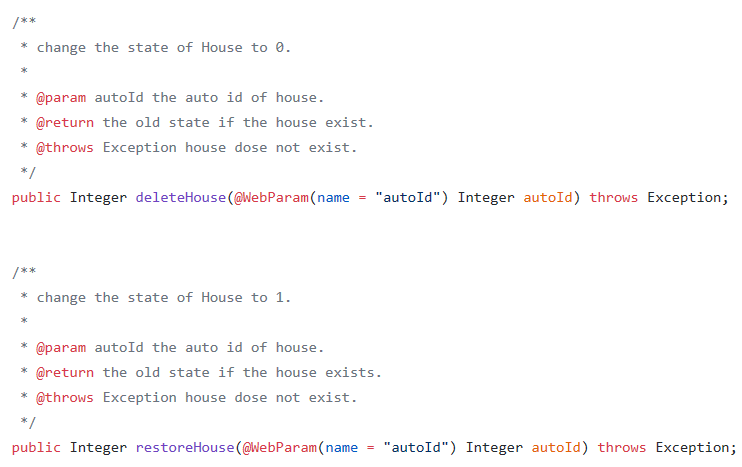 /**
 * change the state of House to 0.
 *
 * @param autoId the auto id of house.
 * @return the old state if the house exist.
 * @throws Exception house dose not exist.
 */
public Integer deleteHouse(@WebParam(name = "autoId") Integer autoId) throws Exception;
/**
 * change the state of House to 1.
 *
 * @param autoId the auto id of house.
 * @return the old state if the house exists.
 * @throws Exception house dose not exist.
 */
public Integer restoreHouse(@WebParam(name = "autoId") Integer autoId) throws Exception;